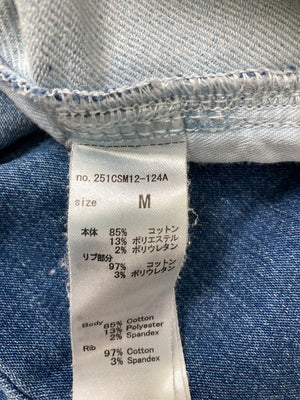 no.251CSM12-124A
size M
本体 85% コットン
13% ポリエステル
2% ポリウレタン
リブ部分
97% コットン
3% ポリウレタン
Body 85% Cotton
13% Polyester
2% Spandex
Rib 97% Cotton
3% Spandex